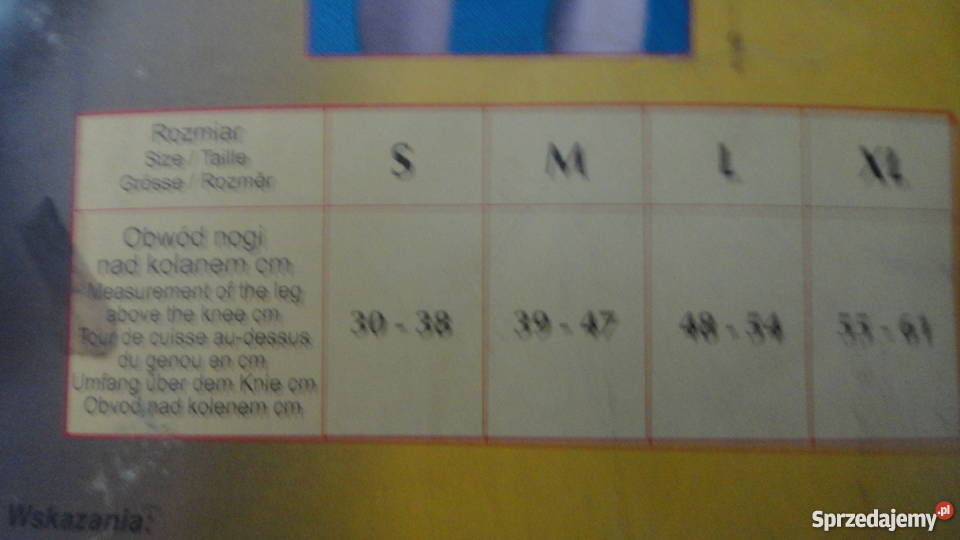 Rozmiar
Size / Taille
Grösse / Rozměr
S
M
L
XL
Obwód nogi
nad kolanem cm
Measurement of the leg
above the knee cm
Tour de cuisse au-dessus
du genou en cm
Umfang über dem Knie cm
Obvod nad kolenem cm
30 - 38
39 - 47
48 - 54
55 - 61
Wskazania:
Sprzedajemy.pl